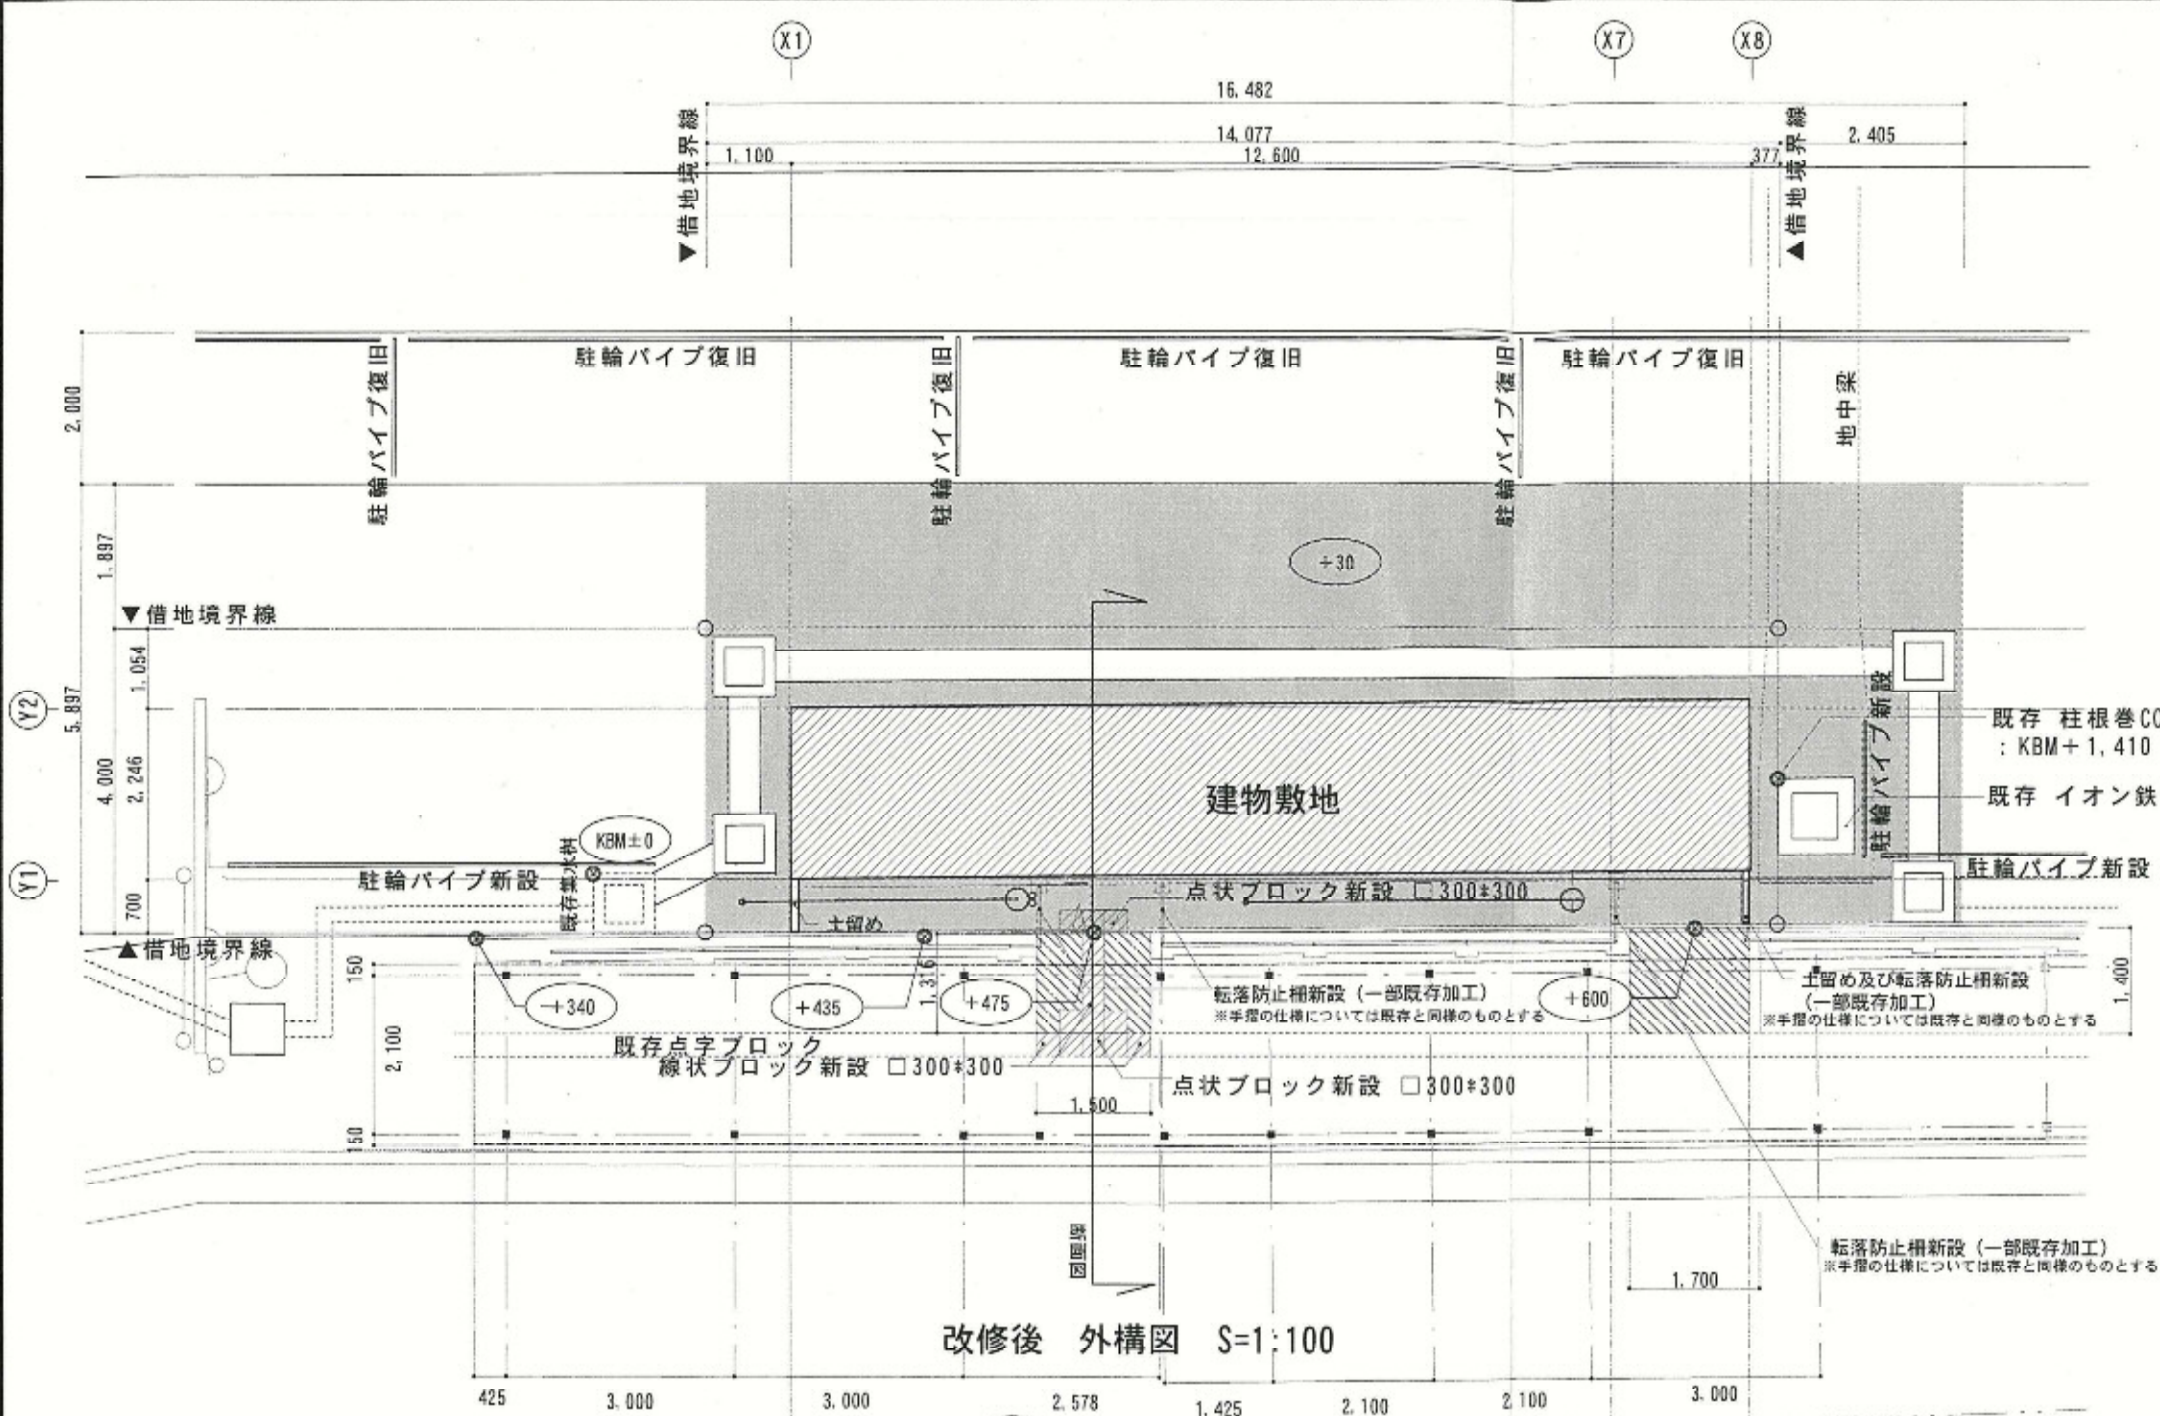 X1
X7
X8
16,482
14,077
2,405
1,100
12,600
377
▼借地境界線
▲借地境界線
駐輪パイプ復旧
駐輪パイプ復旧
駐輪パイプ復旧
駐輪パイプ復旧
駐輪パイプ復旧
駐輪パイプ復旧
地中梁
2,000
1,897
+30
▼借地境界線
1,054
Y2
5,897
4,000
2,246
駐輪パイプ新設
既存 柱根巻CO
: KBM+1,410
既存 イオン鉄
建物敷地
KBM±0
既存集水桝
Y1
駐輪パイプ新設
駐輪パイプ新設
点状ブロック新設 □300*300
700
土留め
▲借地境界線
150
+340
+435
+475
転落防止柵新設(一部既存加工)
※手摺の仕様については既存と同様のものとする
+600
土留め及び転落防止柵新設
(一部既存加工)
※手摺の仕様については既存と同様のものとする
1,400
2,100
既存点字ブロック
線状ブロック新設 □300*300
点状ブロック新設 □300*300
1,500
150
断面図
転落防止柵新設(一部既存加工)
※手摺の仕様については既存と同様のものとする
1,700
改修後 外構図 S=1:100
425
3,000
3,000
2,578
1,425
2,100
2,100
3,000